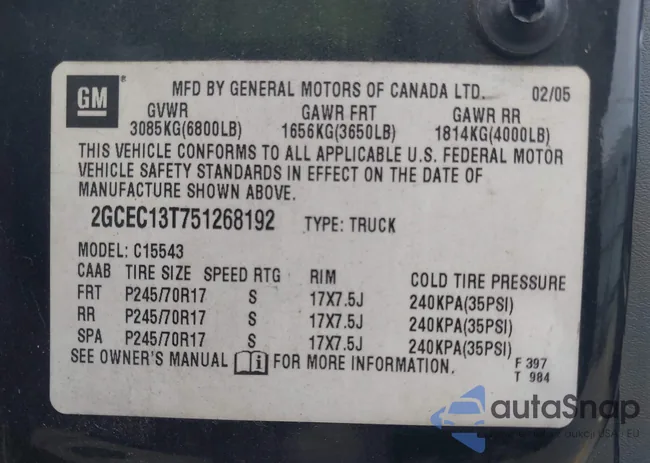 GM
MFD BY GENERAL MOTORS OF CANADA LTD. 02/05
GVWR GAWR FRT GAWR RR
3085KG(6800LB) 1656KG(3650LB) 1814KG(4000LB)
THIS VEHICLE CONFORMS TO ALL APPLICABLE U.S. FEDERAL MOTOR
VEHICLE SAFETY STANDARDS IN EFFECT ON THE DATE OF
MANUFACTURE SHOWN ABOVE.
2GCEC13T751268192 TYPE: TRUCK
MODEL: C15543
CAAB TIRE SIZE SPEED RTG RIM COLD TIRE PRESSURE
FRT P245/70R17 S 17X7.5J 240KPA(35PSI)
RR P245/70R17 S 17X7.5J 240KPA(35PSI)
SPA P245/70R17 S 17X7.5J 240KPA(35PSI)
SEE OWNER'S MANUAL i FOR MORE INFORMATION. F 397
T 984
autaSnap
USA EU